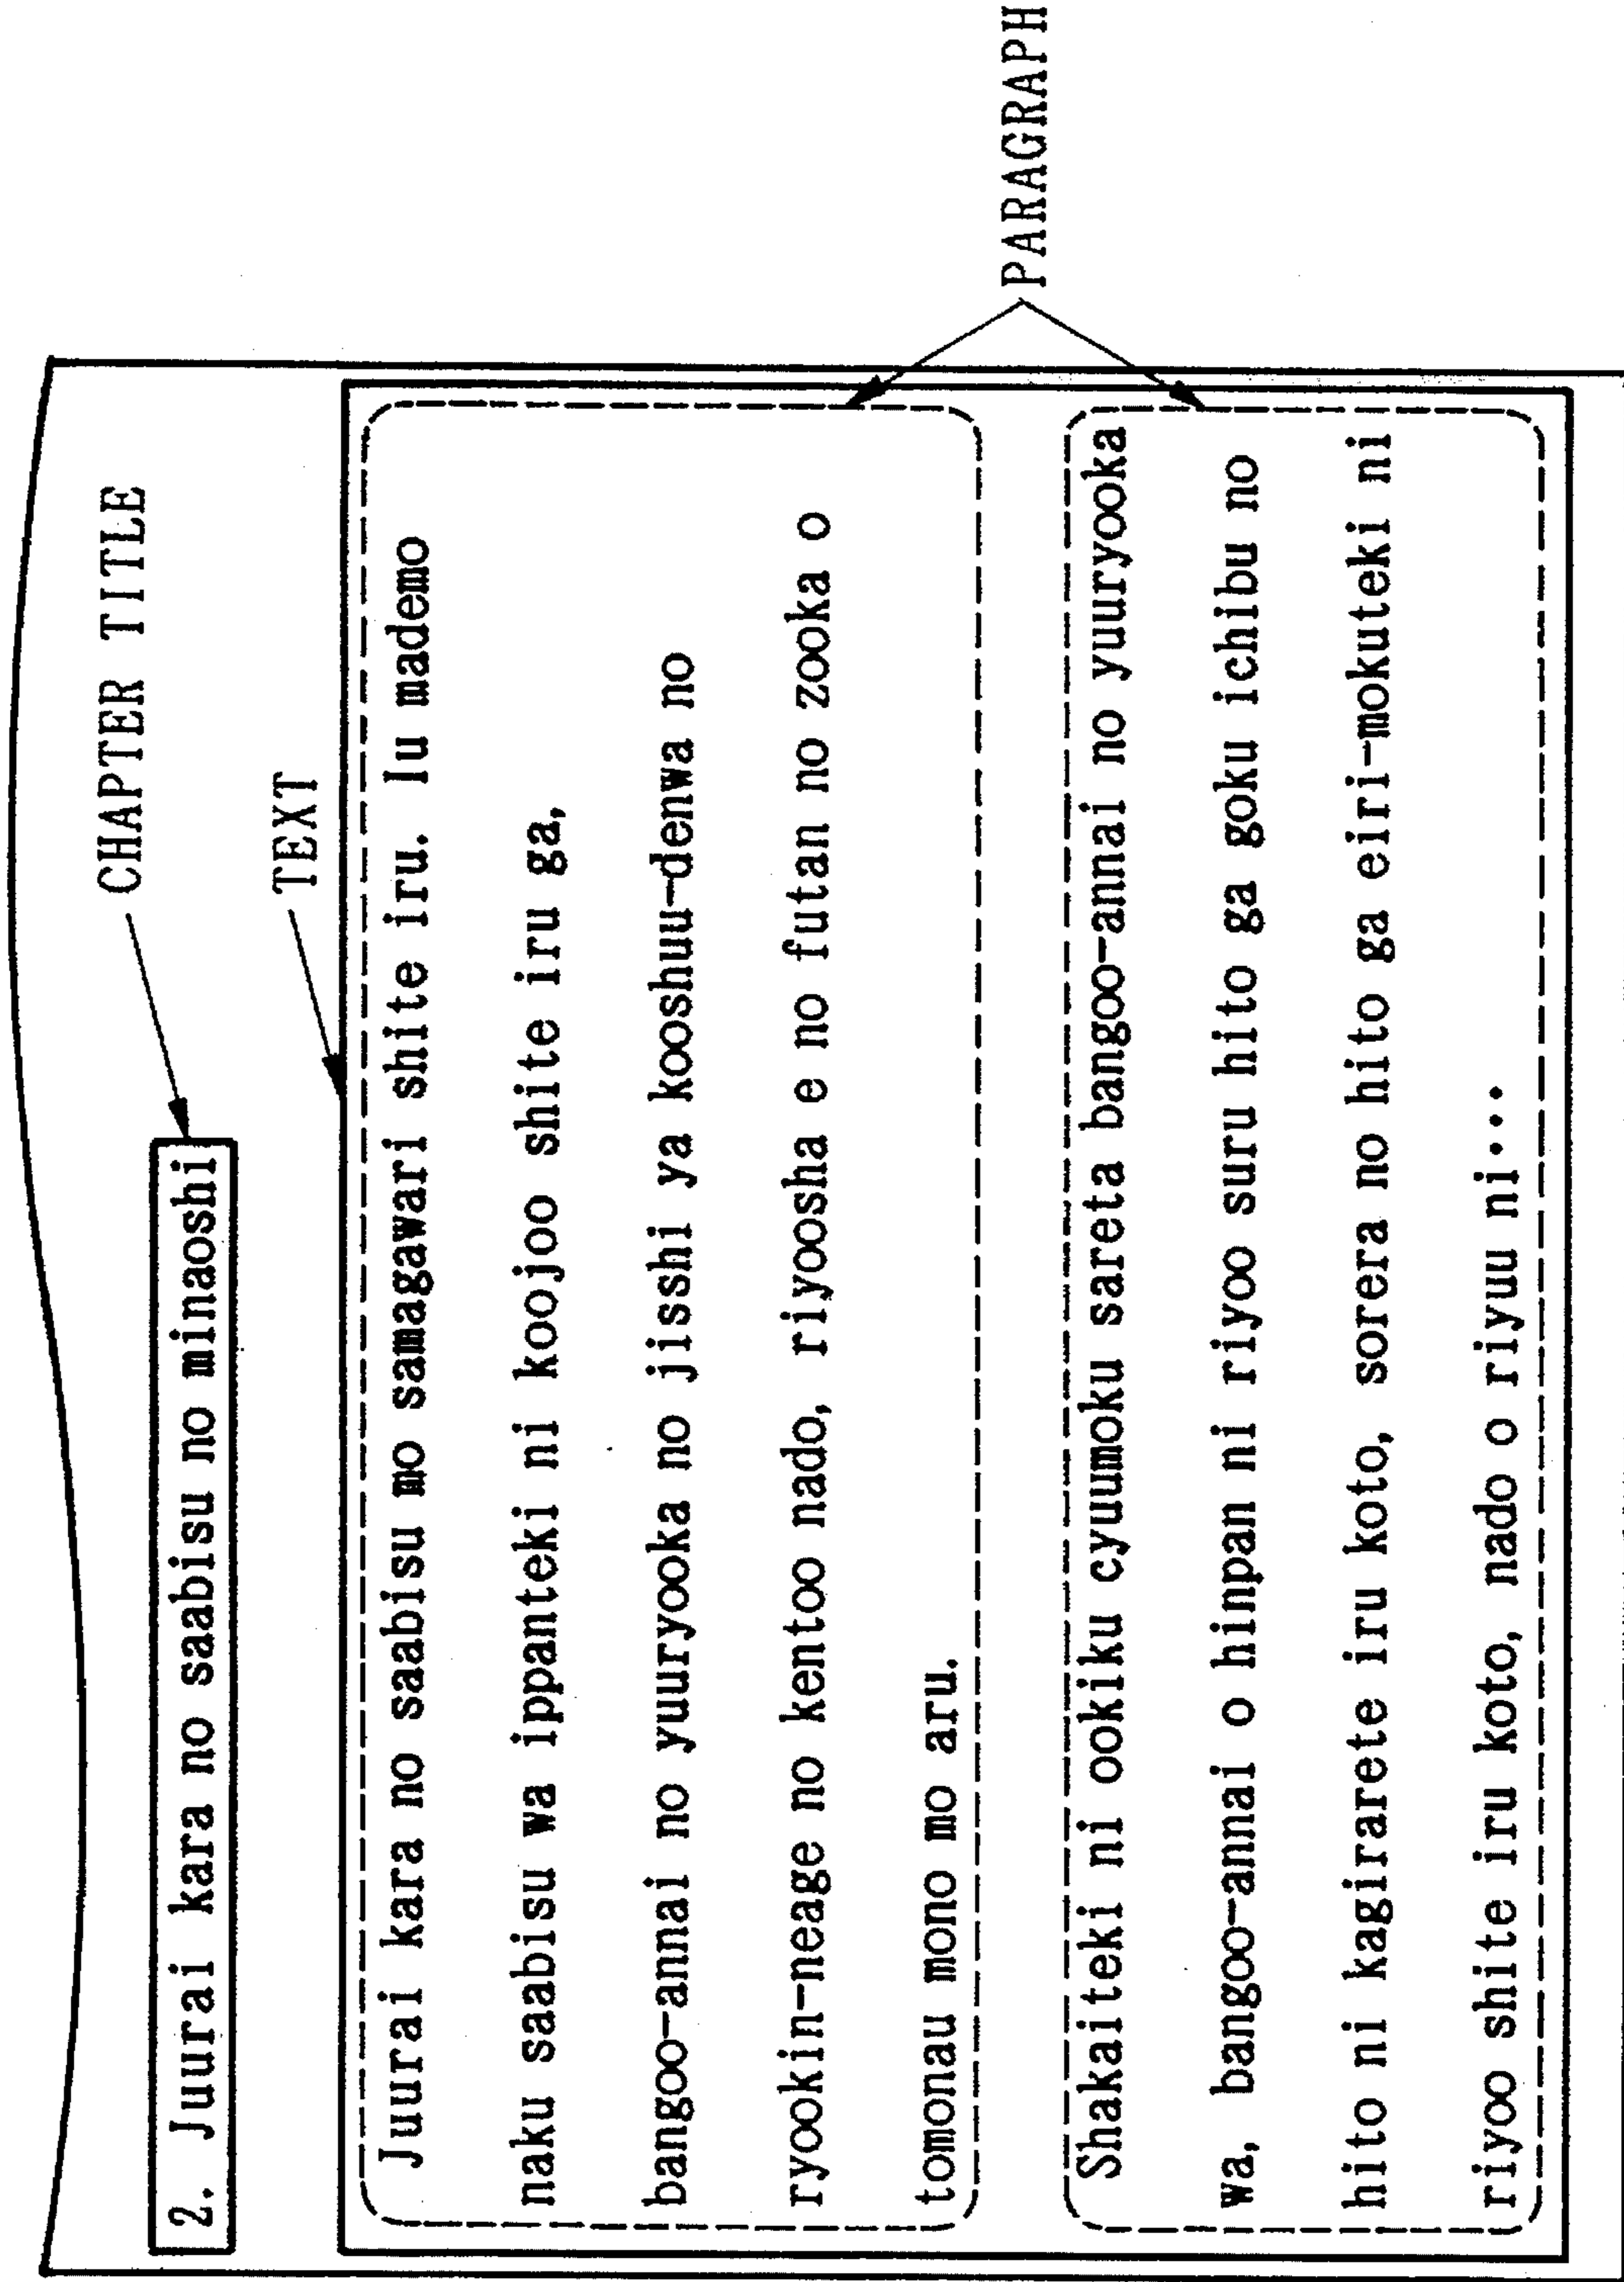 CHAPTER TITLE
2. Juurai kara no saabisu no minaoshi
TEXT
Juurai kara no saabisu mo samagawari shite iru. Iu mademo
naku saabisu wa ippanteki ni koojoo shite iru ga,
bangoo-annai no yuuryooka no jisshi ya kooshuu-denwa no
ryookin-neage no kentoo nado, riyoosha e no futan no zooka o
tomonau mono mo aru.
PARAGRAPH
Shakaiteki ni ookiku cyuumoku sareta bangoo-annai no yuuryooka
wa, bangoo-annai o hinpan ni riyoo suru hito ga goku ichibu no
hito ni kagirarete iru koto, sorera no hito ga eiri-mokuteki ni
riyoo shite iru koto, nado o riyuu ni...